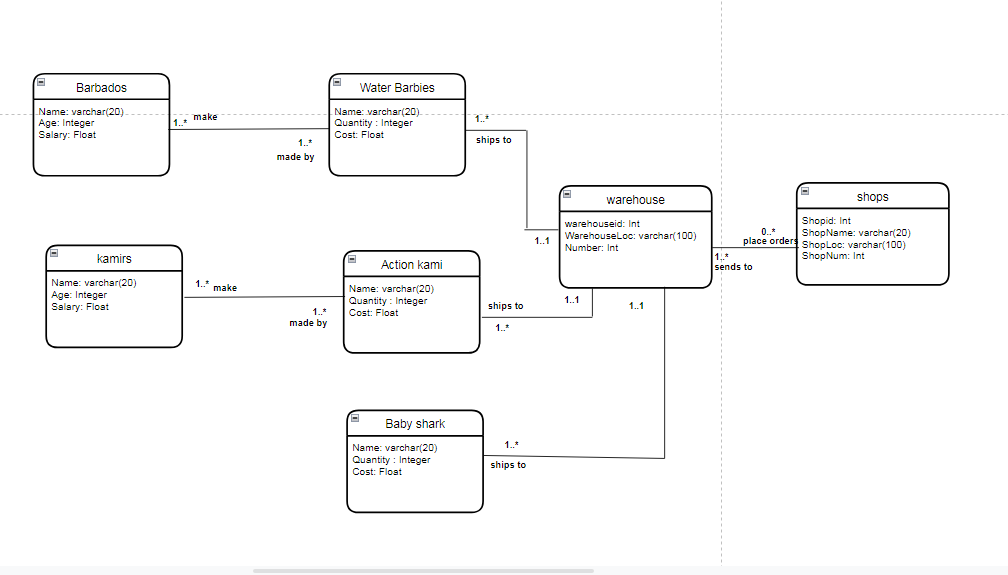 Barbados
Name: varchar(20)
Age: Integer
Salary: Float
1..*
make
1..*
made by
Water Barbies
Name: varchar(20)
Quantity : Integer
Cost: Float
1..*
ships to
1..1
warehouse
warehouseid: Int
WarehouseLoc: varchar(100)
Number: Int
0..*
place orders
1..*
sends to
shops
Shopid: Int
ShopName: varchar(20)
ShopLoc: varchar(100)
ShopNum: Int
kamirs
Name: varchar(20)
Age: Integer
Salary: Float
1..*
make
1..*
made by
Action kami
Name: varchar(20)
Quantity : Integer
Cost: Float
ships to
1..*
1..1
1..1
Baby shark
Name: varchar(20)
Quantity : Integer
Cost: Float
1..*
ships to